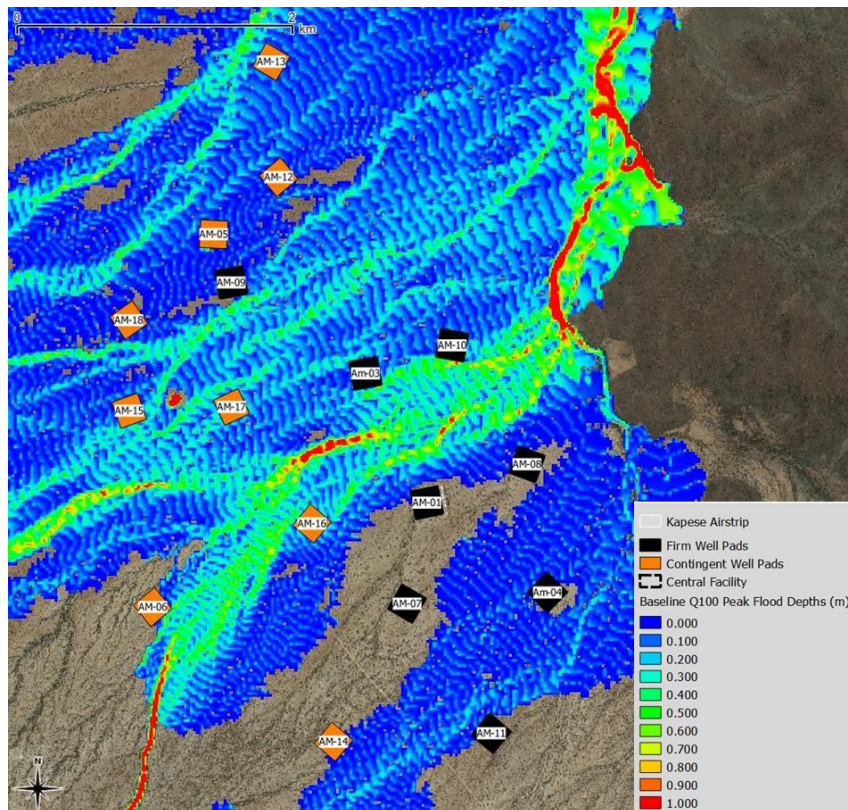 0
2
km
AM-13
AM-12
AM-05
AM-09
AM-18
AM-10
Am-03
AM-15
AM-17
AM-08
AM-01
AM-16
Am-04
AM-07
AM-06
AM-11
AM-14
N
Kapese Airstrip
Firm Well Pads
Contingent Well Pads
Central Facility
Baseline Q100 Peak Flood Depths (m)
0.000
0.100
0.200
0.300
0.400
0.500
0.600
0.700
0.800
0.900
1.000